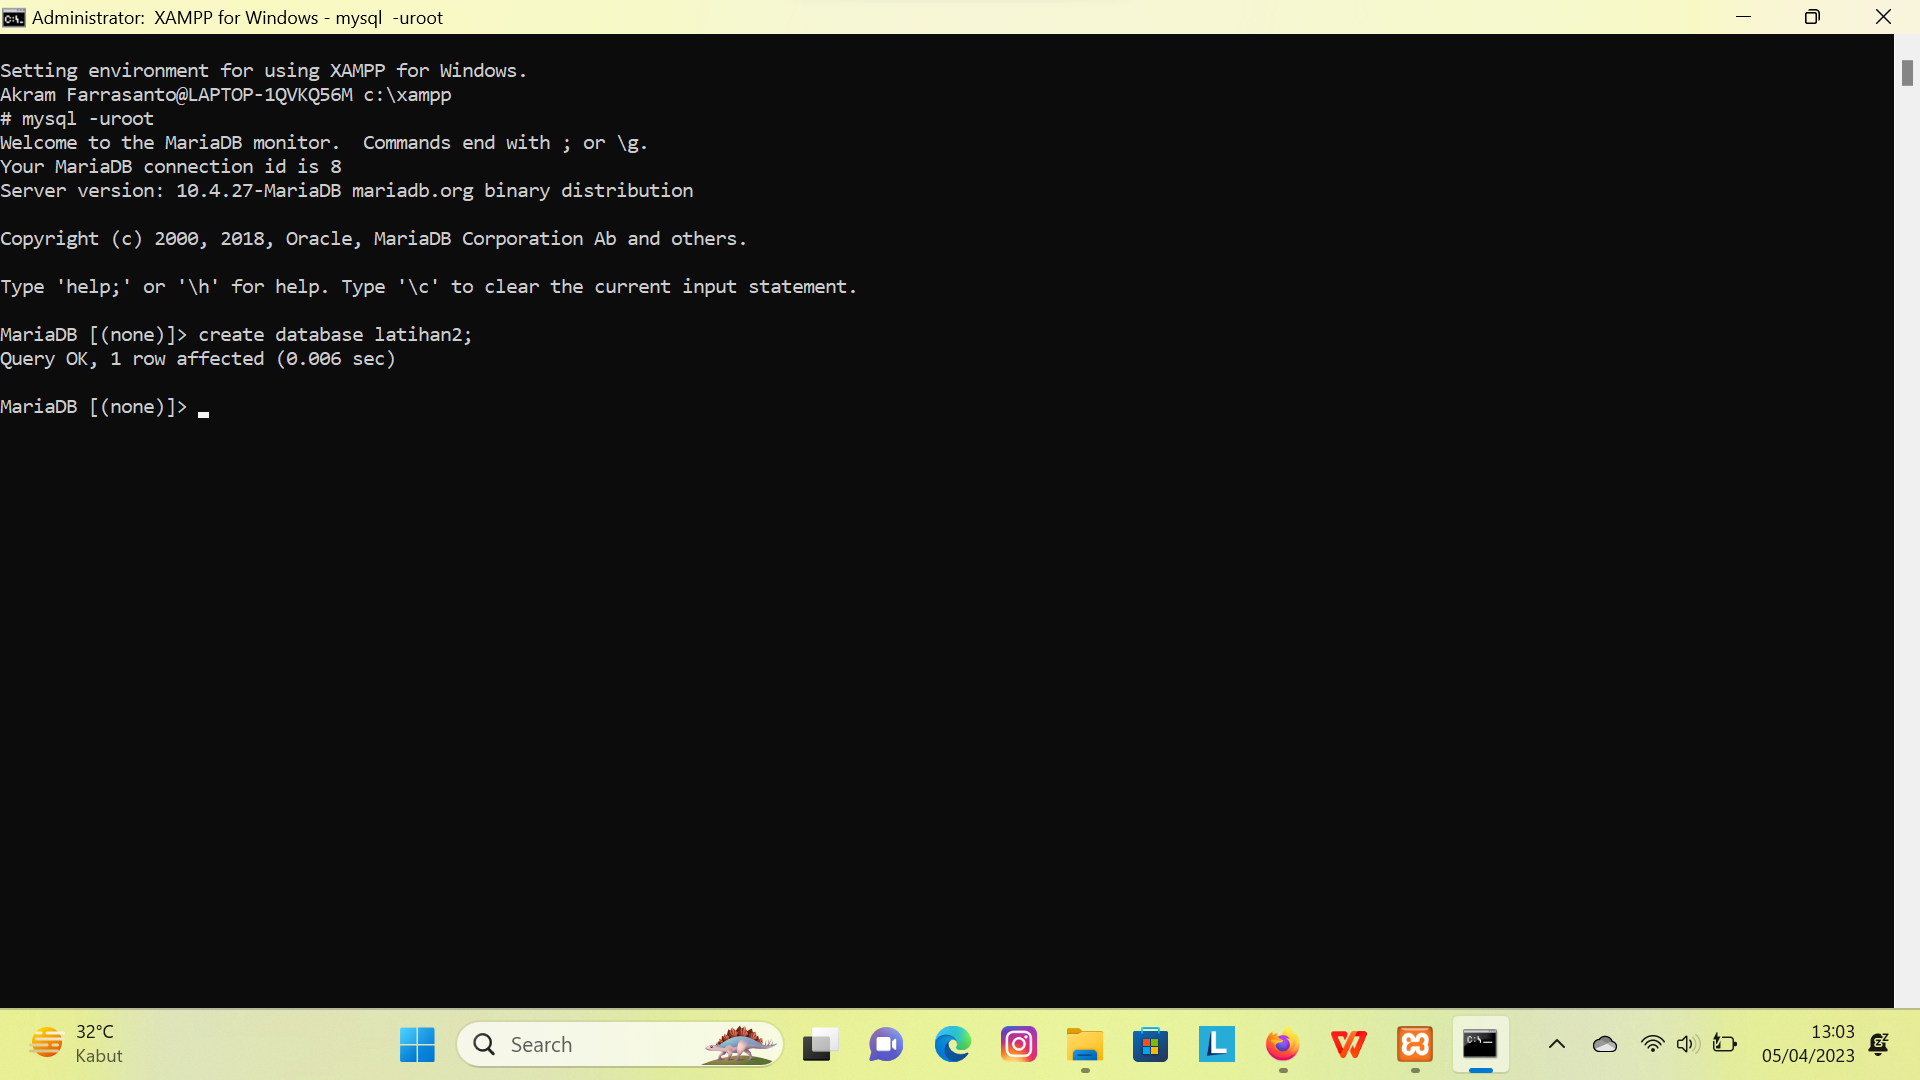 Administrator:  XAMPP for Windows - mysql  -uroot
Setting environment for using XAMPP for Windows.
Akram Farrasanto@LAPTOP-1QVKQ56M c:\xampp
# mysql -uroot
Welcome to the MariaDB monitor.  Commands end with ; or \g.
Your MariaDB connection id is 8
Server version: 10.4.27-MariaDB mariadb.org binary distribution
Copyright (c) 2000, 2018, Oracle, MariaDB Corporation Ab and others.
Type 'help;' or '\h' for help. Type '\c' to clear the current input statement.
MariaDB [(none)]> create database latihan2;
Query OK, 1 row affected (0.006 sec)
MariaDB [(none)]> _
32°C
Kabut
Search
13:03
05/04/2023